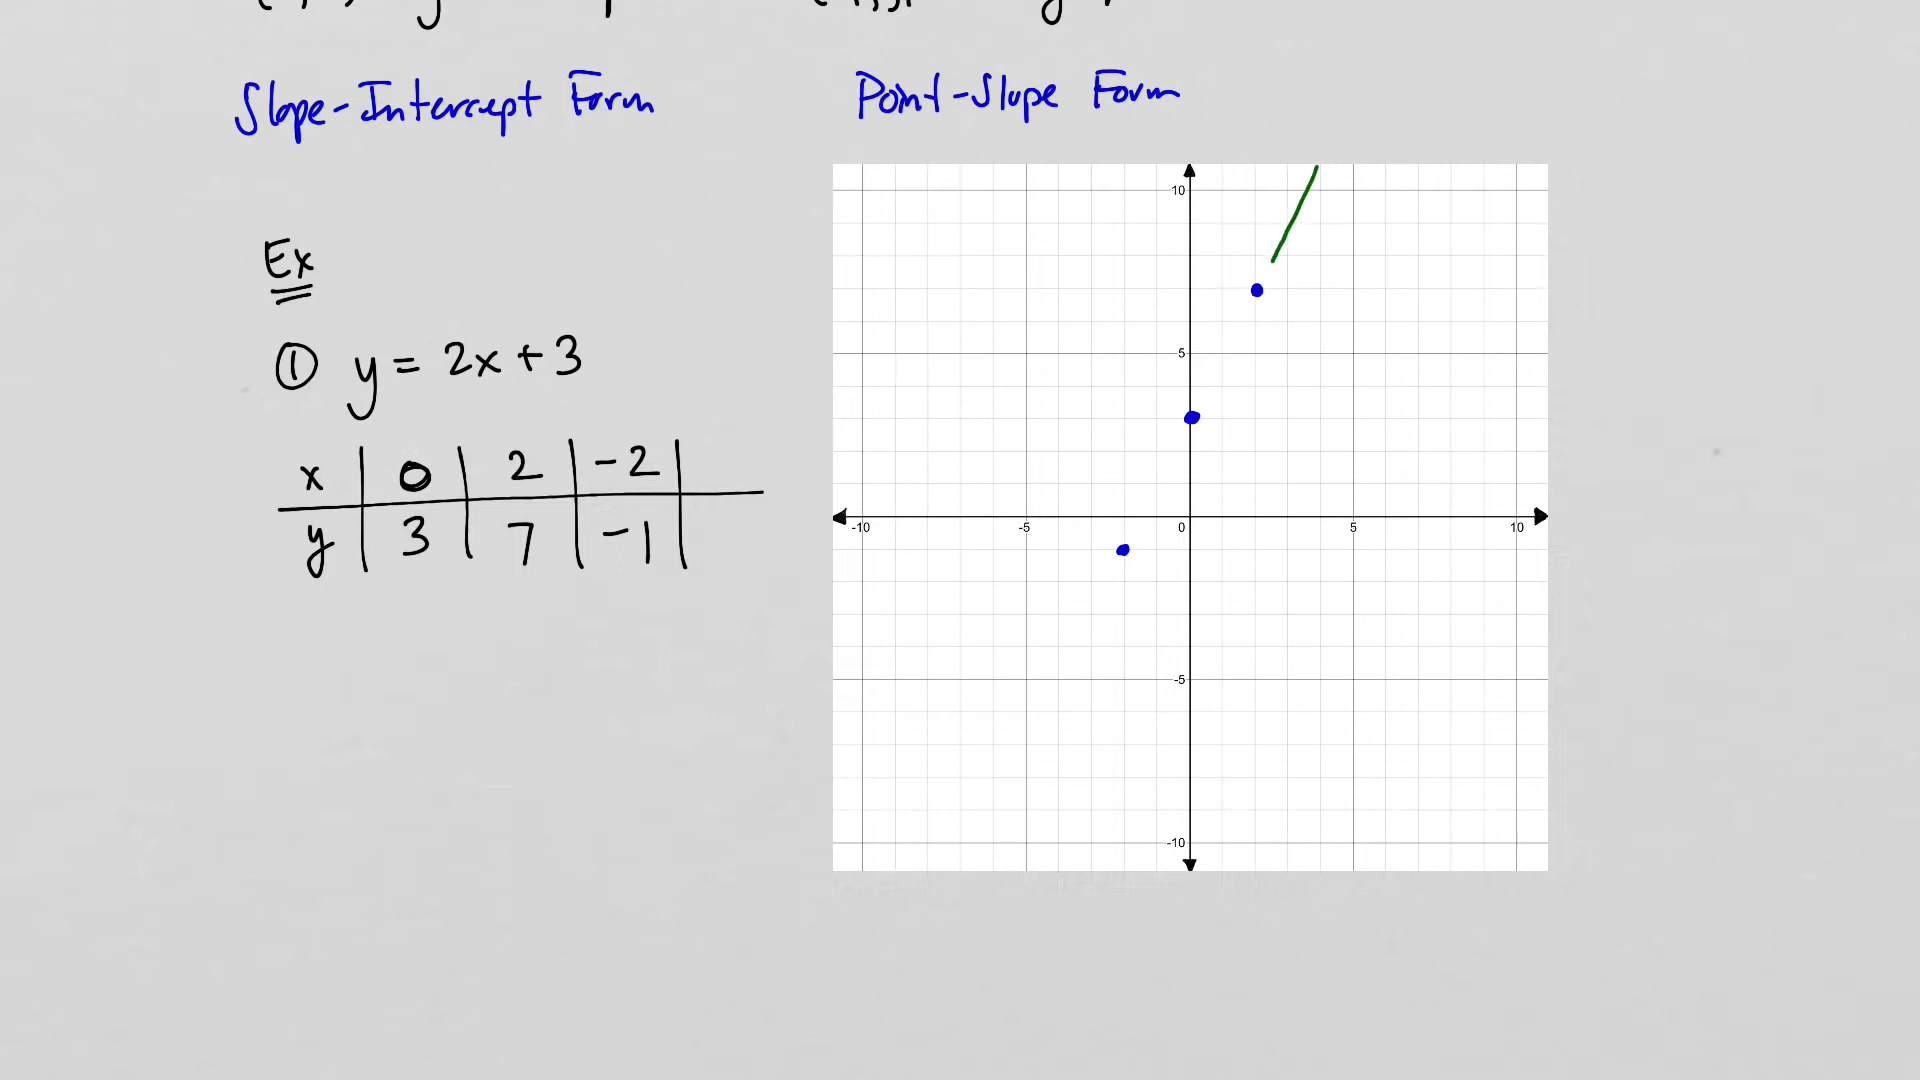 Slope-Intercept Form
Point-Slope Form
Ex
① y = 2x + 3
x | 0 | 2 | -2 |
y | 3 | 7 | -1 |
10
5
-10 -5 0 5 10
-5
-10